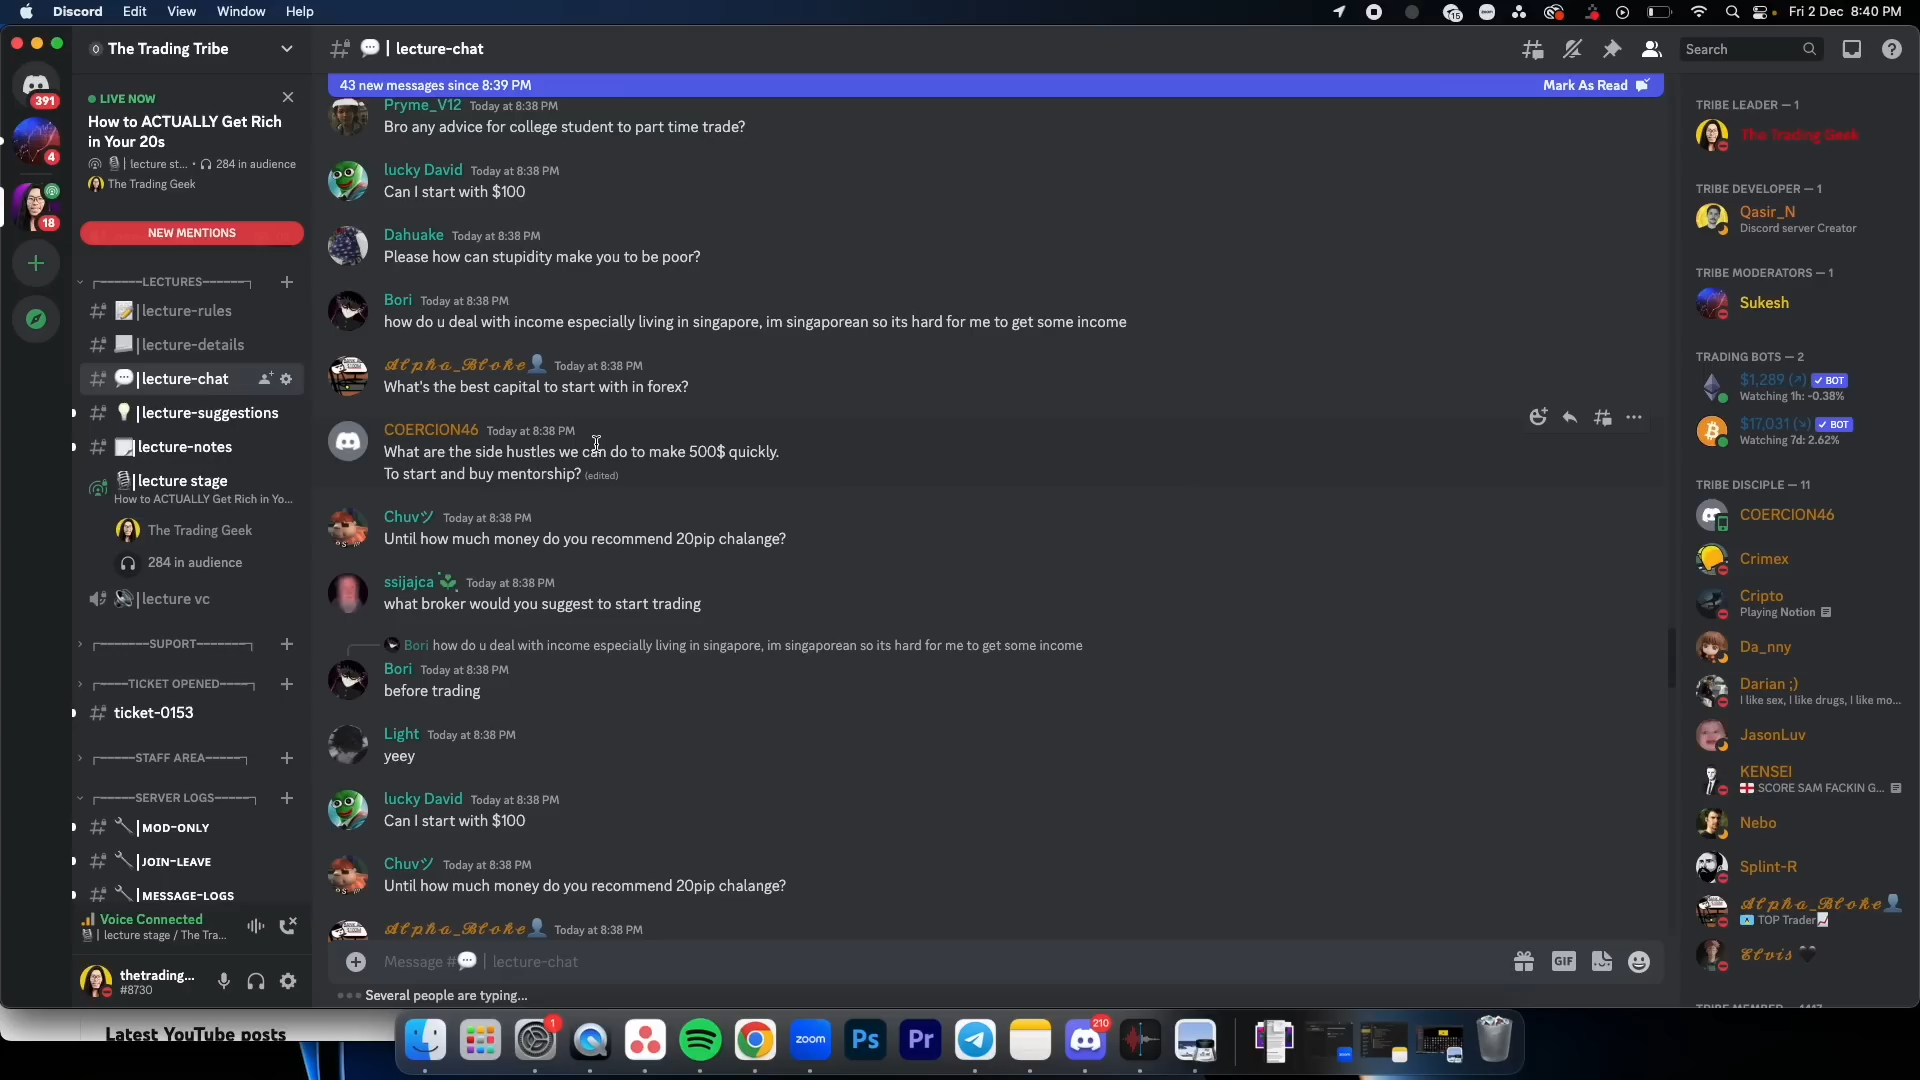 Discord Edit View Window Help
15 zoom Fri 2 Dec 8:40 PM
391
4
18
The Trading Tribe
LIVE NOW
How to ACTUALLY Get Rich
in Your 20s
| lecture st... • 284 in audience
The Trading Geek
NEW MENTIONS
LECTURES
|lecture-rules
|lecture-details
|lecture-chat
|lecture-suggestions
|lecture-notes
|lecture stage
How to ACTUALLY Get Rich in Yo...
The Trading Geek
284 in audience
|lecture vc
SUPORT
TICKET OPENED
ticket-0153
STAFF AREA
SERVER LOGS
|MOD-ONLY
|JOIN-LEAVE
|MESSAGE-LOGS
Voice Connected
| lecture stage / The Tra...
thetrading...
#8730
| lecture-chat
Search
43 new messages since 8:39 PM
Mark As Read
Pryme_V12 Today at 8:38 PM
Bro any advice for college student to part time trade?
lucky David Today at 8:38 PM
Can I start with $100
Dahuake Today at 8:38 PM
Please how can stupidity make you to be poor?
Bori Today at 8:38 PM
how do u deal with income especially living in singapore, im singaporean so its hard for me to get some income
𝓐𝓵𝓹𝓱𝓪_𝓑𝓵𝓸𝓴𝓮👤 Today at 8:38 PM
What's the best capital to start with in forex?
COERCION46 Today at 8:38 PM
What are the side hustles we can do to make 500$ quickly.
To start and buy mentorship? (edited)
Chuvツ Today at 8:38 PM
Until how much money do you recommend 20pip chalange?
ssijajca Today at 8:38 PM
what broker would you suggest to start trading
Bori how do u deal with income especially living in singapore, im singaporean so its hard for me to get some income
Bori Today at 8:38 PM
before trading
Light Today at 8:38 PM
yeey
lucky David Today at 8:38 PM
Can I start with $100
Chuvツ Today at 8:38 PM
Until how much money do you recommend 20pip chalange?
𝓐𝓵𝓹𝓱𝓪_𝓑𝓵𝓸𝓴𝓮👤 Today at 8:38 PM
Message #💬 | lecture-chat
GIF
Several people are typing...
TRIBE LEADER — 1
The Trading Geek
TRIBE DEVELOPER — 1
Qasir_N
Discord server Creator
TRIBE MODERATORS — 1
Sukesh
TRADING BOTS — 2
$1,289 (↗) ✓ BOT
Watching 1h: -0.38%
$17,031 (↘) ✓ BOT
Watching 7d: 2.62%
TRIBE DISCIPLE — 11
COERCION46
Crimex
Cripto
Playing Notion
Da_nny
Darian ;)
I like sex, I like drugs, I like mo...
JasonLuv
KENSEI
SCORE SAM FACKIN G...
Nebo
Splint-R
𝓐𝓵𝓹𝓱𝓪_𝓑𝓵𝓸𝓴𝓮👤
TOP Trader
𝓔𝓵𝓿𝓲𝓼 🖤
Latest YouTube posts
1
zoom
Ps
Pr
210